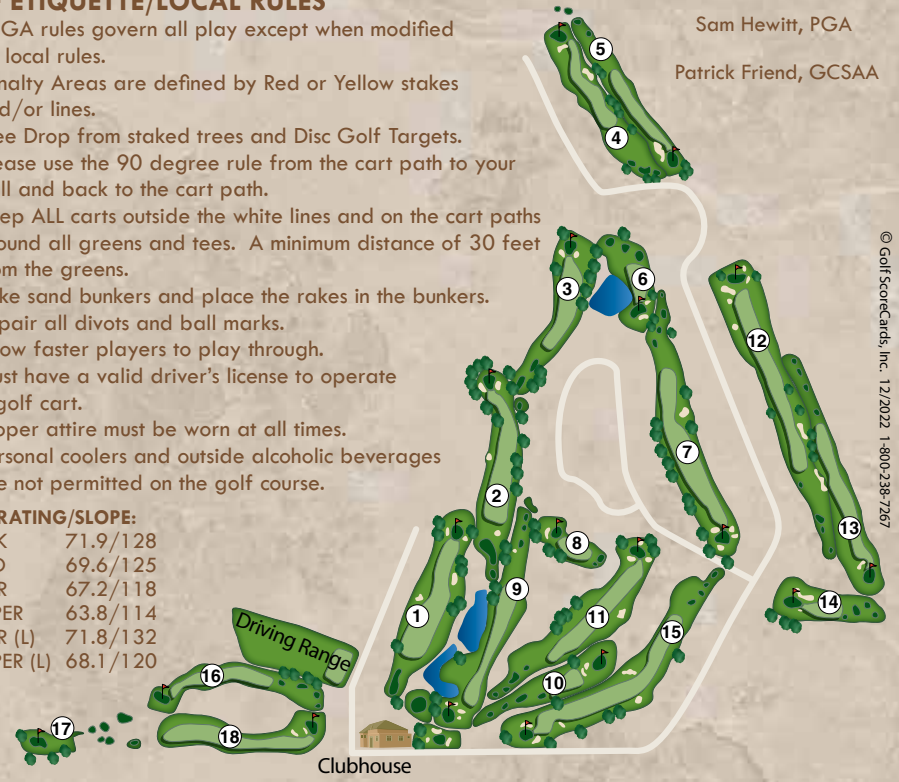 ETIQUETTE/LOCAL RULES
GA rules govern all play except when modified
local rules.
nalty Areas are defined by Red or Yellow stakes
d/or lines.
ee Drop from staked trees and Disc Golf Targets.
ease use the 90 degree rule from the cart path to your
ll and back to the cart path.
ep ALL carts outside the white lines and on the cart paths
ound all greens and tees. A minimum distance of 30 feet
om the greens.
ke sand bunkers and place the rakes in the bunkers.
pair all divots and ball marks.
ow faster players to play through.
ust have a valid driver's license to operate
golf cart.
oper attire must be worn at all times.
ersonal coolers and outside alcoholic beverages
e not permitted on the golf course.
RATING/SLOPE:
K 71.9/128
D 69.6/125
R 67.2/118
PER 63.8/114
R (L) 71.8/132
PER (L) 68.1/120
Sam Hewitt, PGA
Patrick Friend, GCSAA
© Golf ScoreCards, Inc. 12/2022 1-800-238-7267
5
4
3
6
12
7
2
13
8
9
14
1
11
15
10
16
17
18
Driving Range
Clubhouse